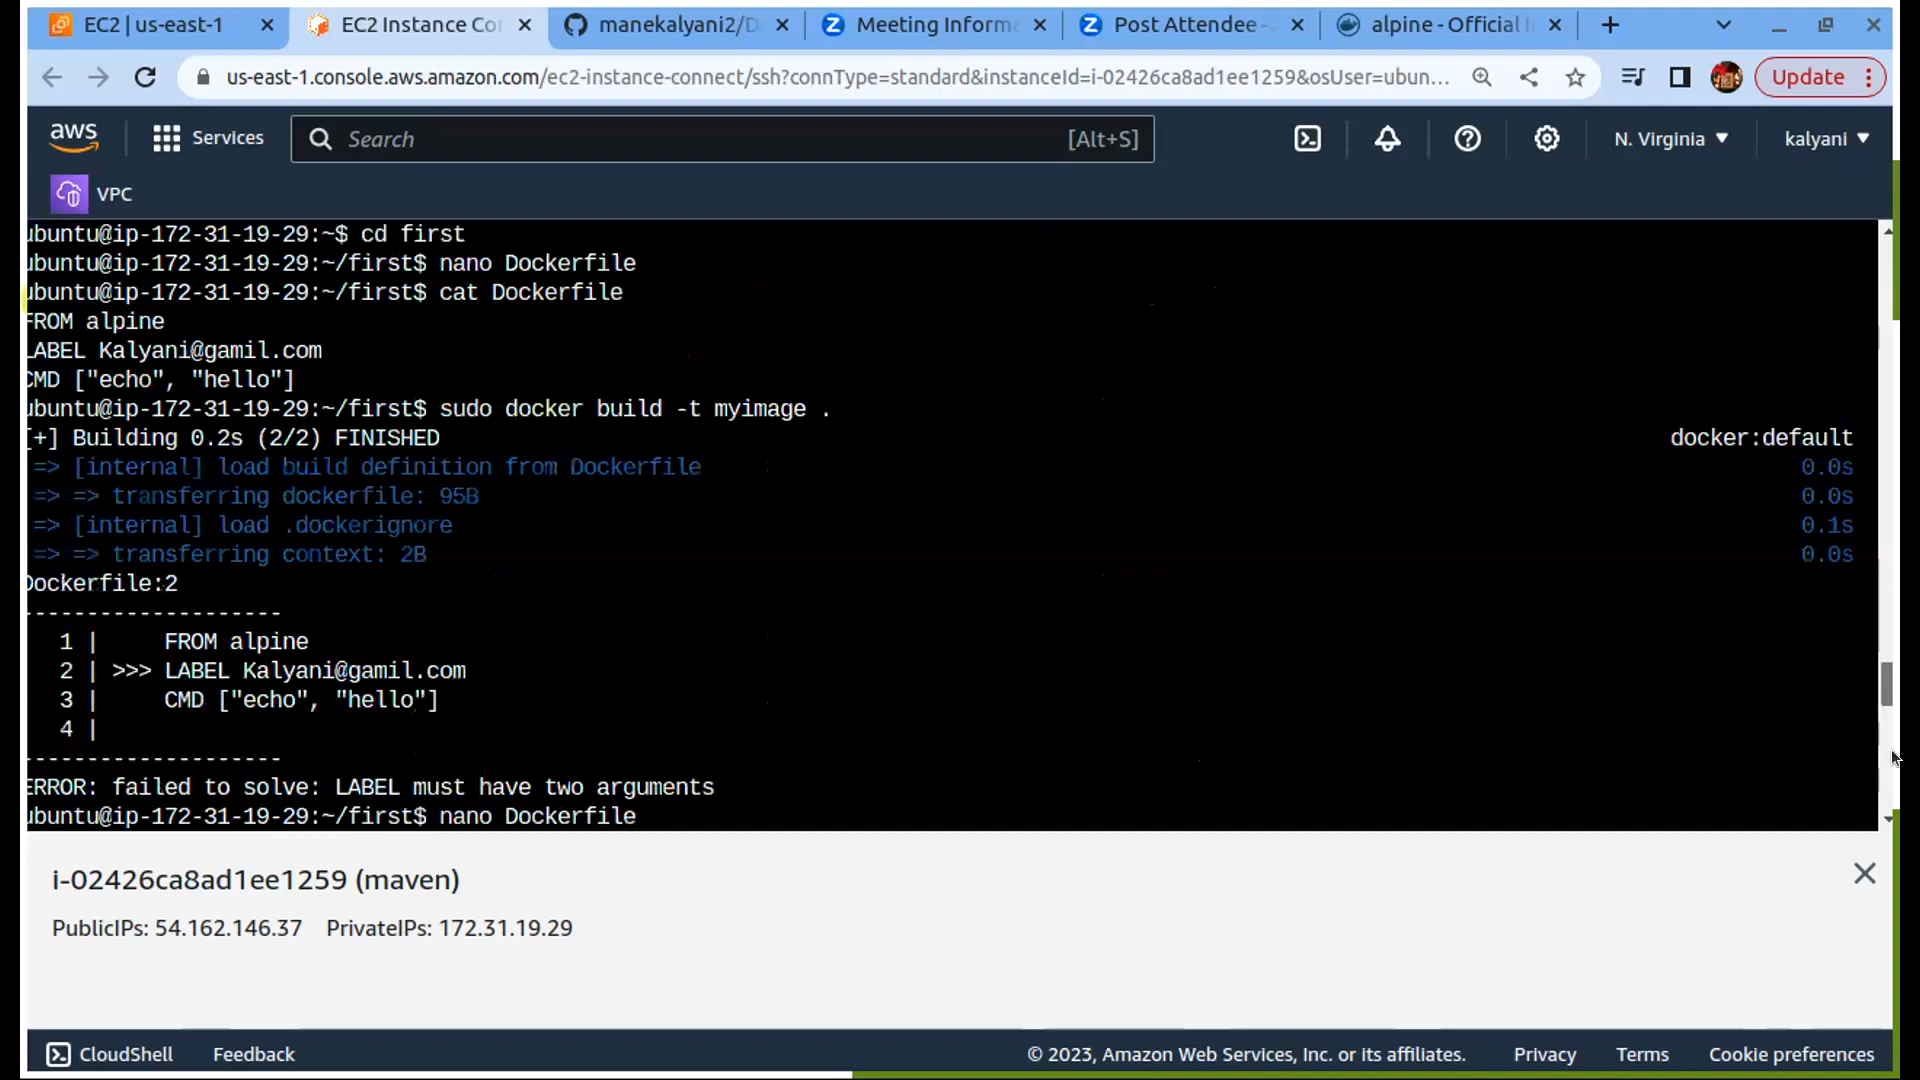 EC2 | us-east-1
EC2 Instance Co
manekalyani2/D
Meeting Inform
Post Attendee -
alpine - Official
us-east-1.console.aws.amazon.com/ec2-instance-connect/ssh?connType=standard&instanceId=i-02426ca8ad1ee1259&osUser=ubun...
Update
aws
Services
Search
[Alt+S]
N. Virginia
kalyani
VPC
ubuntu@ip-172-31-19-29:~$ cd first
ubuntu@ip-172-31-19-29:~/first$ nano Dockerfile
ubuntu@ip-172-31-19-29:~/first$ cat Dockerfile
FROM alpine
LABEL Kalyani@gamil.com
CMD ["echo", "hello"]
ubuntu@ip-172-31-19-29:~/first$ sudo docker build -t myimage .
[+] Building 0.2s (2/2) FINISHED docker:default
=> [internal] load build definition from Dockerfile 0.0s
=> => transferring dockerfile: 95B 0.0s
=> [internal] load .dockerignore 0.1s
=> => transferring context: 2B 0.0s
Dockerfile:2
--------------------
1 | FROM alpine
2 | >>> LABEL Kalyani@gamil.com
3 | CMD ["echo", "hello"]
4 |
--------------------
ERROR: failed to solve: LABEL must have two arguments
ubuntu@ip-172-31-19-29:~/first$ nano Dockerfile
i-02426ca8ad1ee1259 (maven)
PublicIPs: 54.162.146.37 PrivateIPs: 172.31.19.29
CloudShell
Feedback
© 2023, Amazon Web Services, Inc. or its affiliates.
Privacy
Terms
Cookie preferences